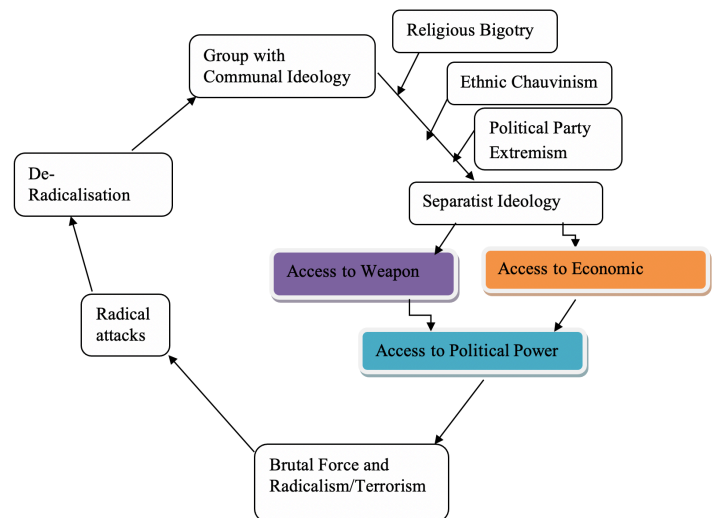 Religious Bigotry
Group with
Communal Ideology
Ethnic Chauvinism
Political Party
Extremism
De-
Radicalisation
Separatist Ideology
Access to Weapon
Access to Economic
Radical
attacks
Access to Political Power
Brutal Force and
Radicalism/Terrorism